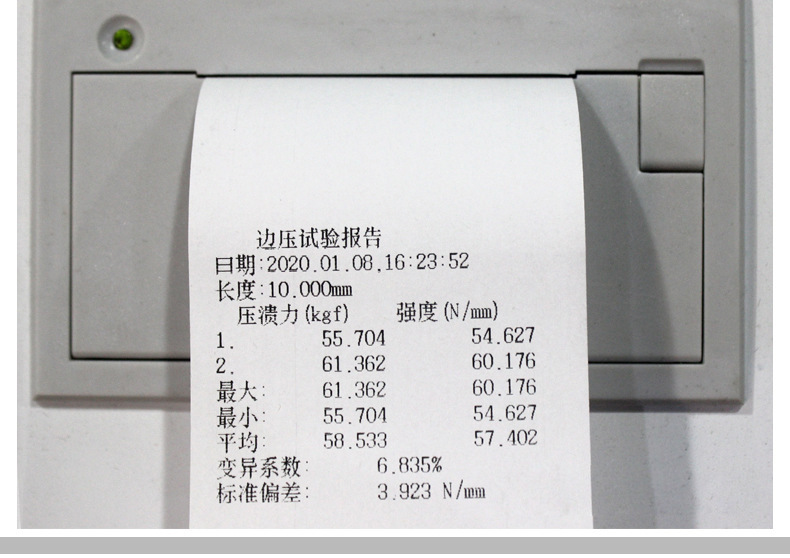 边压试验报告
日期:2020.01.08,16:23:52
长度:10.000mm
压溃力(kgf) 强度(N/mm)
1. 55.704 54.627
2. 61.362 60.176
最大: 61.362 60.176
最小: 55.704 54.627
平均: 58.533 57.402
变异系数: 6.835%
标准偏差: 3.923 N/mm